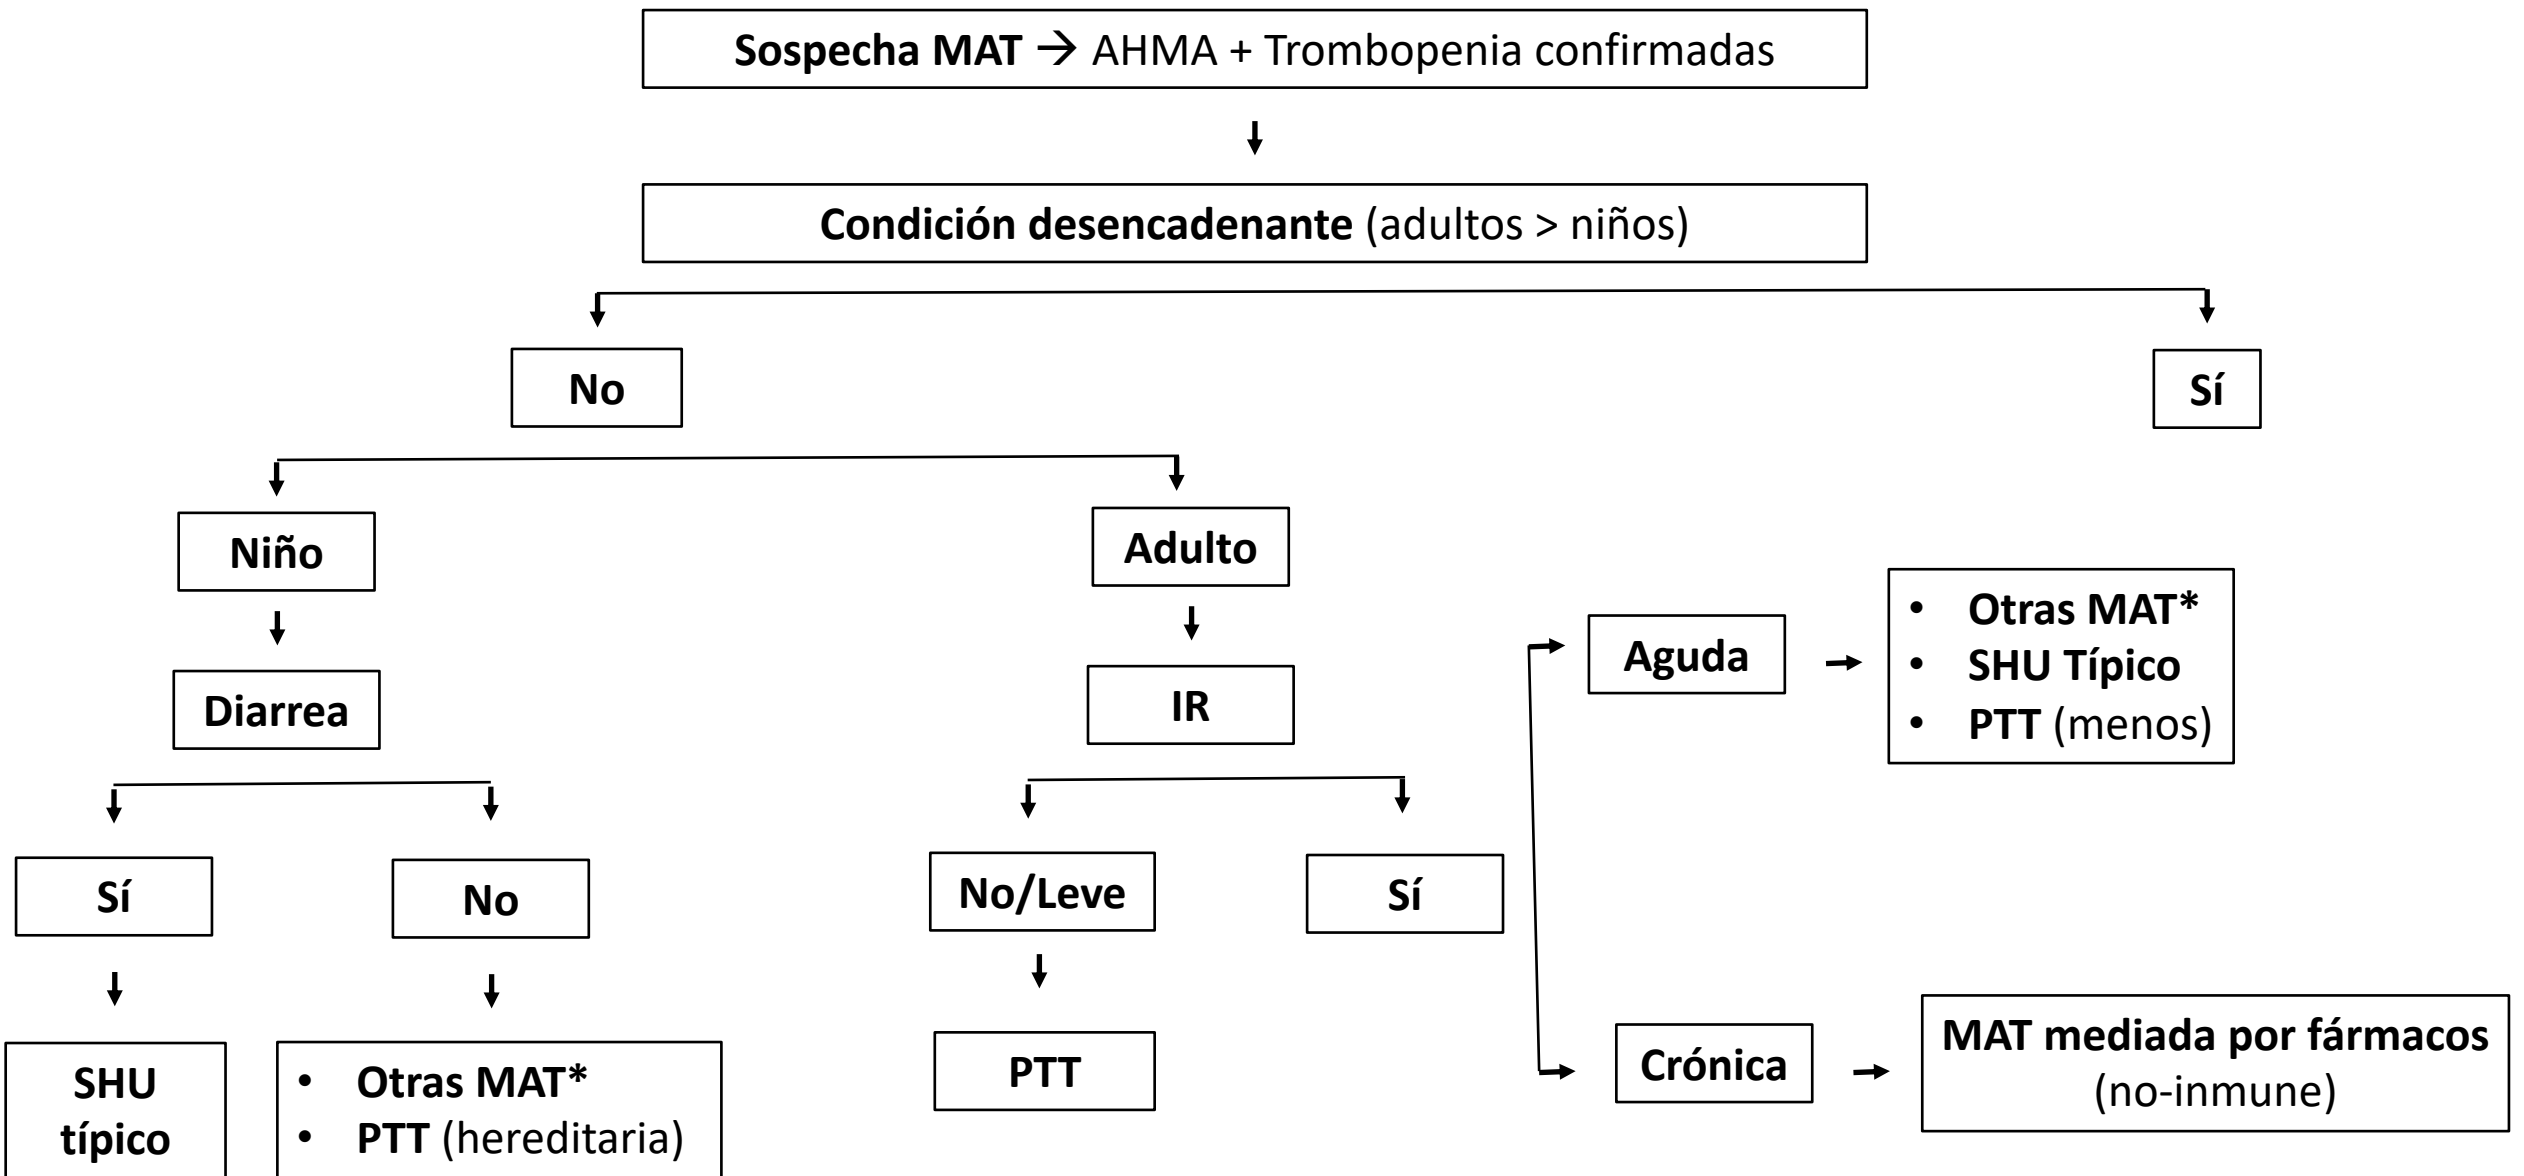 Sospecha MAT → AHMA + Trombopenia confirmadas
Condición desencadenante (adultos > niños)
No
Sí
Niño
Adulto
Diarrea
IR
Aguda
• Otras MAT*
• SHU Típico
• PTT (menos)
Sí
No
No/Leve
Sí
SHU
típico
• Otras MAT*
• PTT (hereditaria)
PTT
Crónica
MAT mediada por fármacos
(no-inmune)